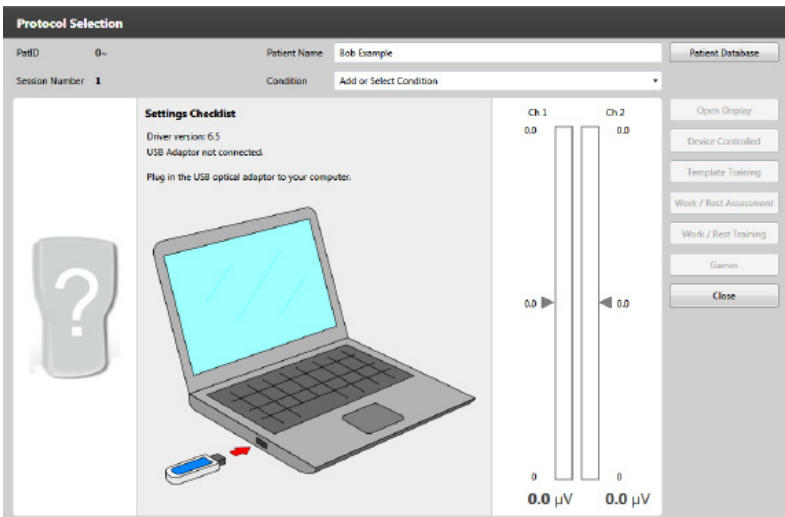 Protocol Selection
PatID 0~ Patient Name Bob Example Patient Database
Session Number 1 Condition Add or Select Condition
Settings Checklist
Driver version: 6.5
USB Adaptor not connected.
Plug in the USB optical adaptor to your computer.
?
Ch 1 Ch 2
0.0 0.0
0.0 0.0
0 0
0.0 µV 0.0 µV
Open Display
Device Controlled
Template Training
Work / Rest Assessment
Work / Rest Training
Games
Close